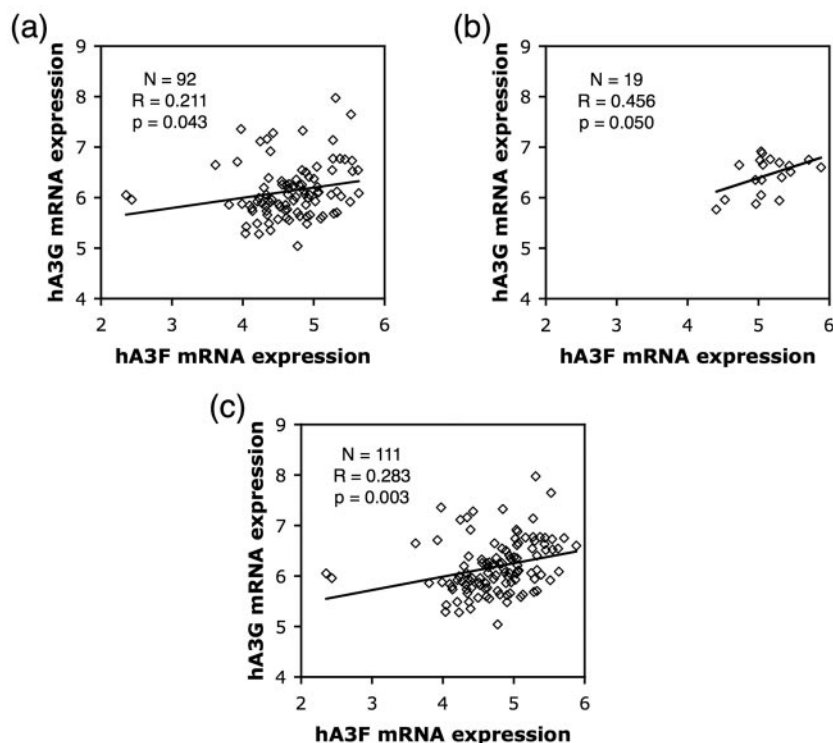 (a)
hA3G mRNA expression
9
8
7
6
5
4
N = 92
R = 0.211
p = 0.043
2 3 4 5 6
hA3F mRNA expression
(b)
hA3G mRNA expression
9
8
7
6
5
4
N = 19
R = 0.456
p = 0.050
2 3 4 5 6
hA3F mRNA expression
(c)
hA3G mRNA expression
9
8
7
6
5
4
N = 111
R = 0.283
p = 0.003
2 3 4 5 6
hA3F mRNA expression